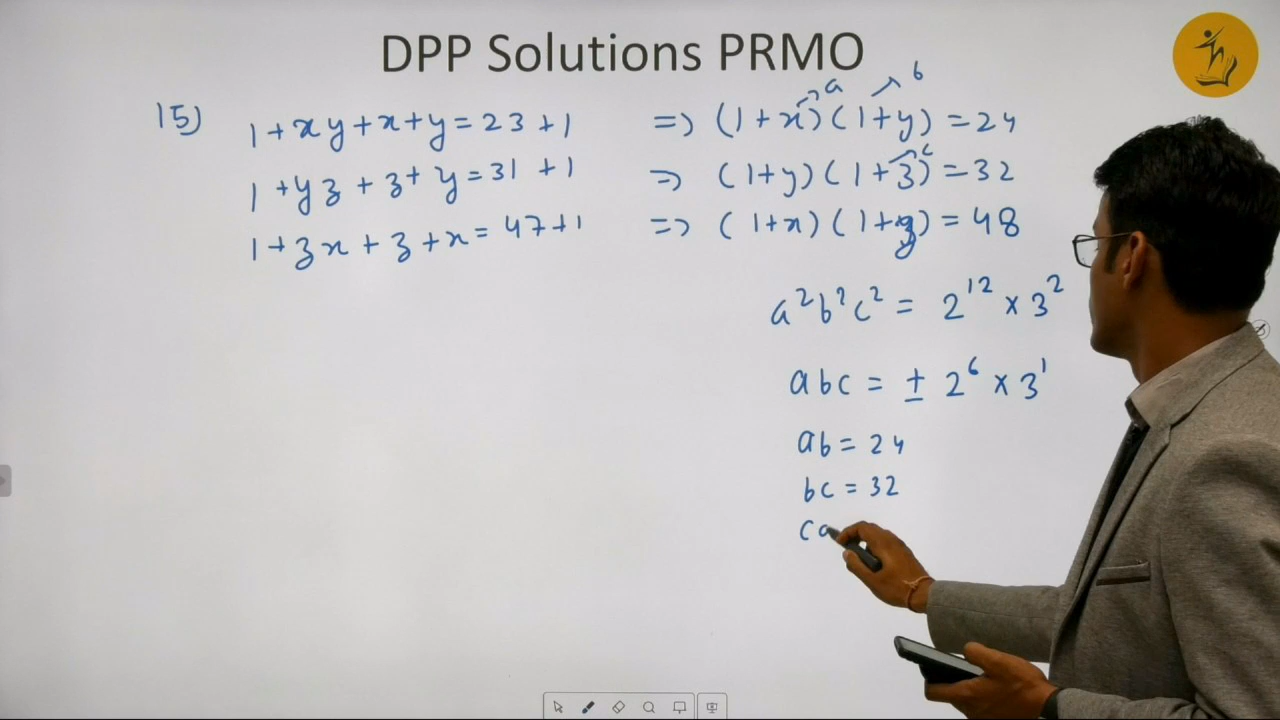 DPP Solutions PRMO
15)
1 + xy + x + y = 23 + 1 => (1 + x) (1 + y) = 24
a
b
1 + yz + z + y = 31 + 1 => (1 + y) (1 + z) = 32
c
1 + zx + z + x = 47 + 1 => (1 + x) (1 + z) = 48
a²b²c² = 2¹² × 3²
abc = ± 2⁶ × 3¹
ab = 24
bc = 32
ca